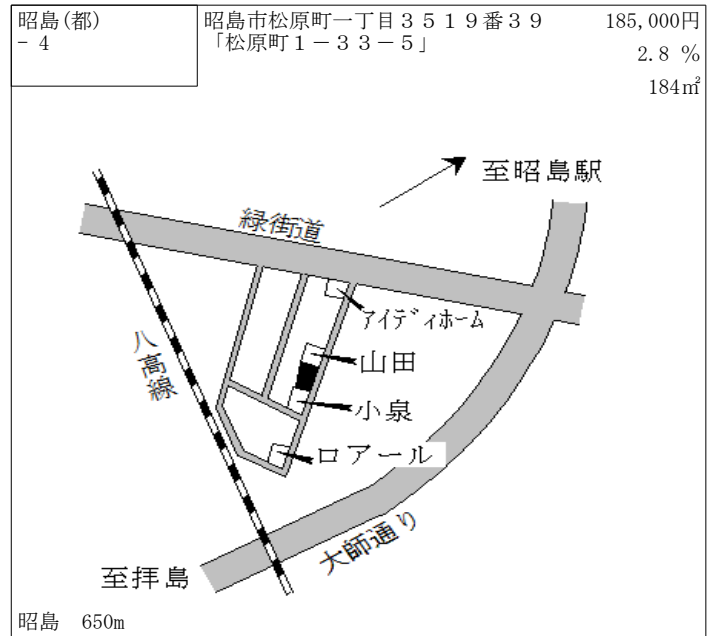 昭島(都)
- 4
昭島市松原町一丁目３５１９番３９
「松原町１－３３－５」
185,000円
2.8 %
184㎡
至昭島駅
緑街道
アイディホーム
八高線
山田
小泉
ロアール
大師通り
至拝島
昭島 650m